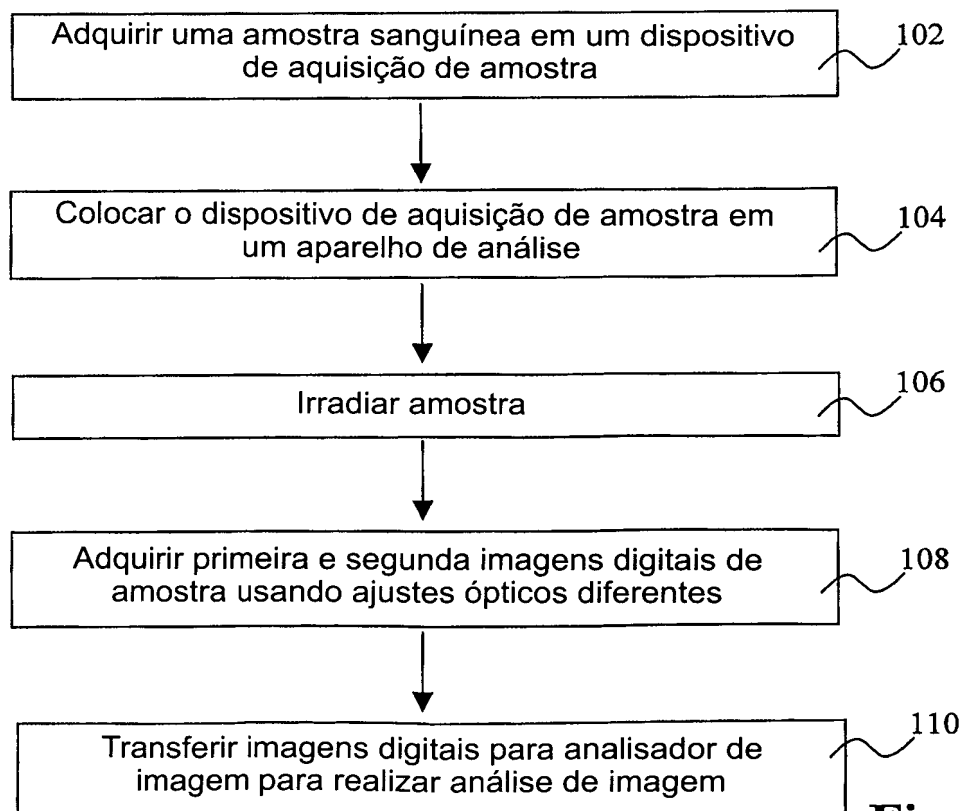 Adquirir uma amostra sanguínea em um dispositivo
de aquisição de amostra
102
Colocar o dispositivo de aquisição de amostra em
um aparelho de análise
104
Irradiar amostra
106
Adquirir primeira e segunda imagens digitais de
amostra usando ajustes ópticos diferentes
108
Transferir imagens digitais para analisador de
imagem para realizar análise de imagem
110